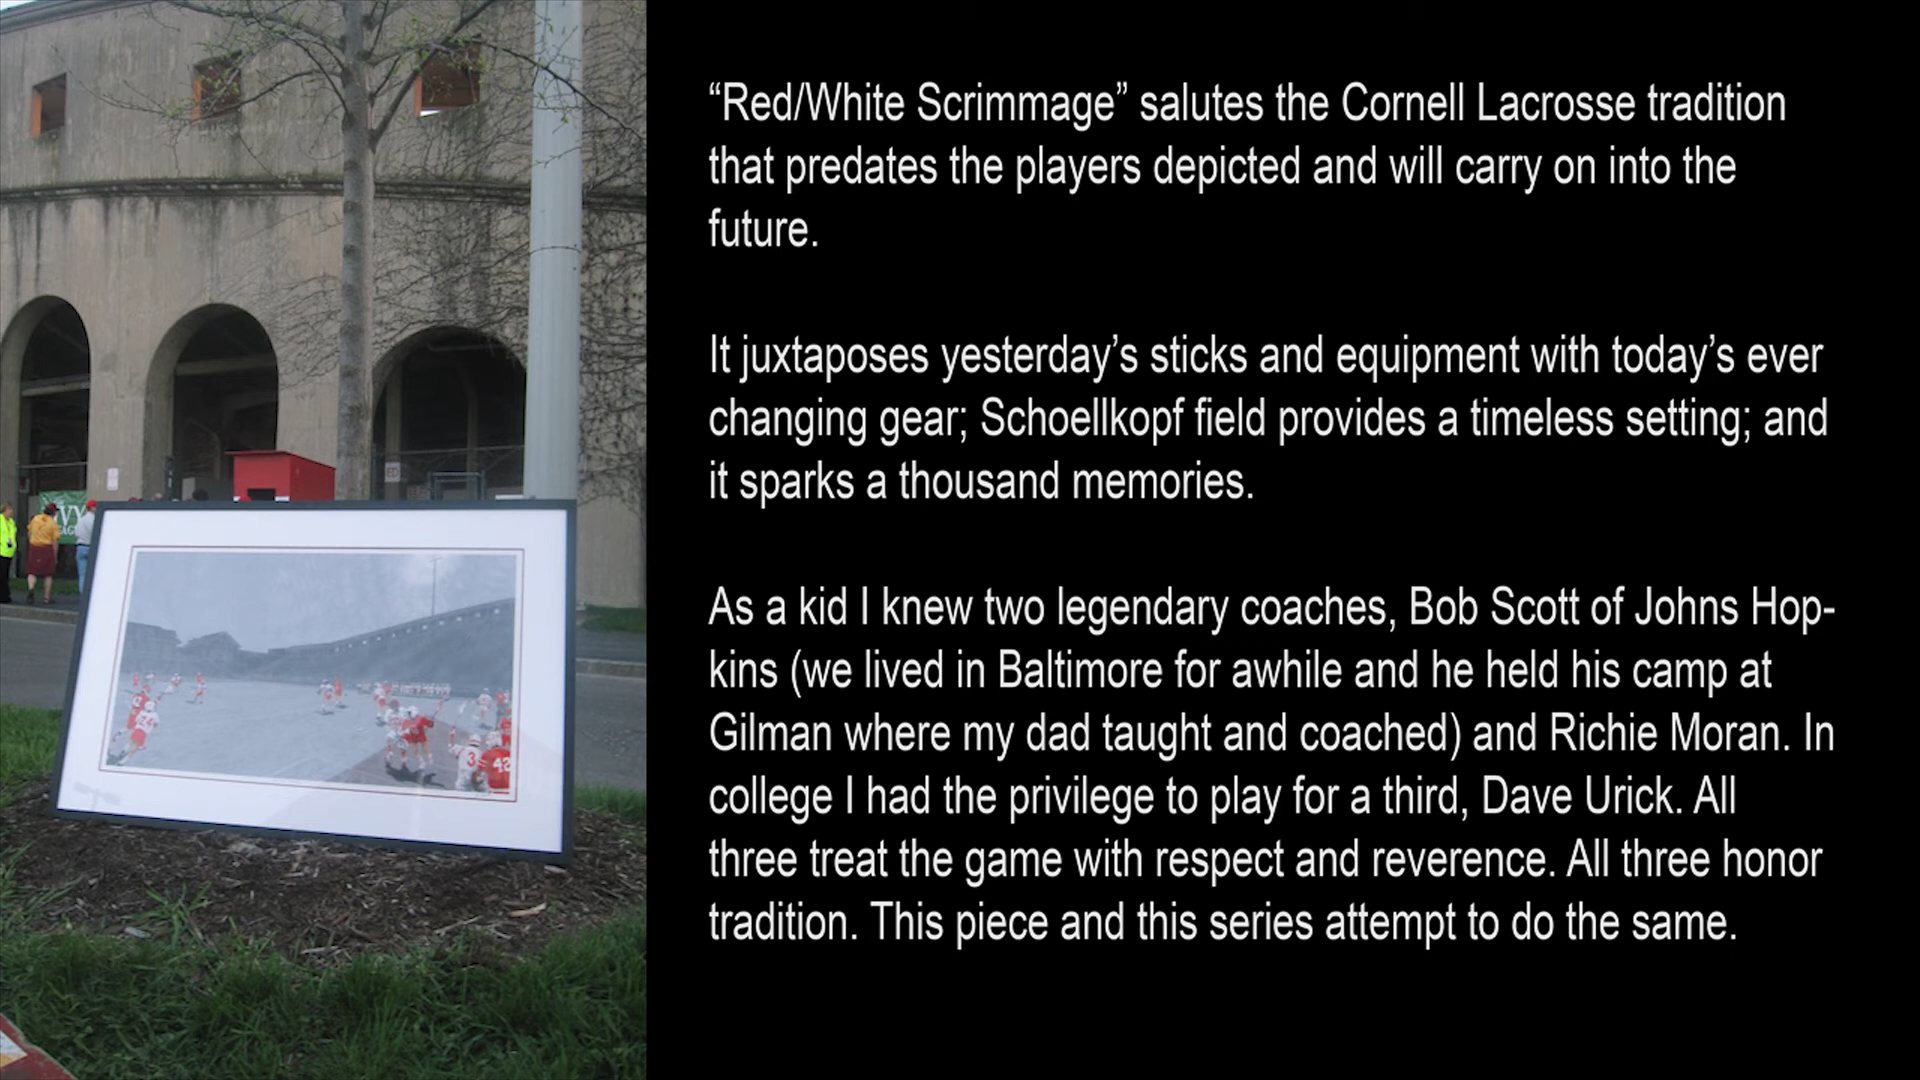 “Red/White Scrimmage” salutes the Cornell Lacrosse tradition
that predates the players depicted and will carry on into the
future.
It juxtaposes yesterday’s sticks and equipment with today’s ever
changing gear; Schoellkopf field provides a timeless setting; and
it sparks a thousand memories.
As a kid I knew two legendary coaches, Bob Scott of Johns Hop-
kins (we lived in Baltimore for awhile and he held his camp at
Gilman where my dad taught and coached) and Richie Moran. In
college I had the privilege to play for a third, Dave Urick. All
three treat the game with respect and reverence. All three honor
tradition. This piece and this series attempt to do the same.
24
3
42